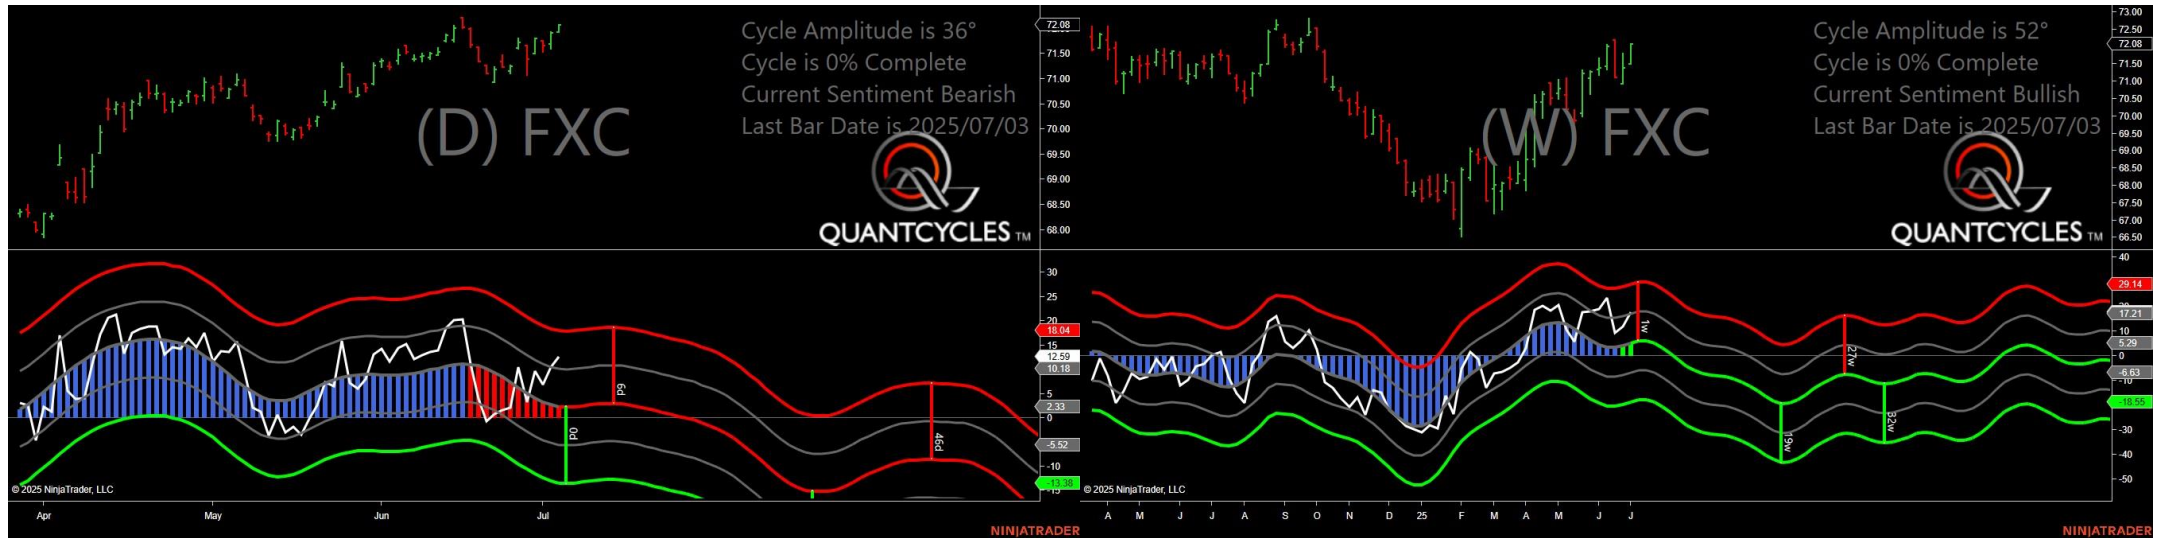 (D) FXC
Cycle Amplitude is 36°
Cycle is 0% Complete
Current Sentiment Bearish
Last Bar Date is 2025/07/03
QUANTCYCLES TM
72.08
71.50
71.00
70.50
70.00
69.50
69.00
68.50
68.00
30
25
20
18.04
15
12.59
10.18
5
2.33
0
-5.52
-10
-13.38
-15
0d
6d
46d
© 2025 NinjaTrader, LLC
Apr
May
Jun
Jul
NINJATRADER
(W) FXC
Cycle Amplitude is 52°
Cycle is 0% Complete
Current Sentiment Bullish
Last Bar Date is 2025/07/03
QUANTCYCLES TM
73.00
72.50
72.08
71.50
71.00
70.50
70.00
69.50
69.00
68.50
68.00
67.50
67.00
66.50
40
29.14
20
17.21
10
5.29
0
-6.63
-10
-18.55
-30
-40
-50
1w
19w
27w
32w
© 2025 NinjaTrader, LLC
A
M
J
J
A
S
O
N
D
25
F
M
A
M
J
J
NINJATRADER